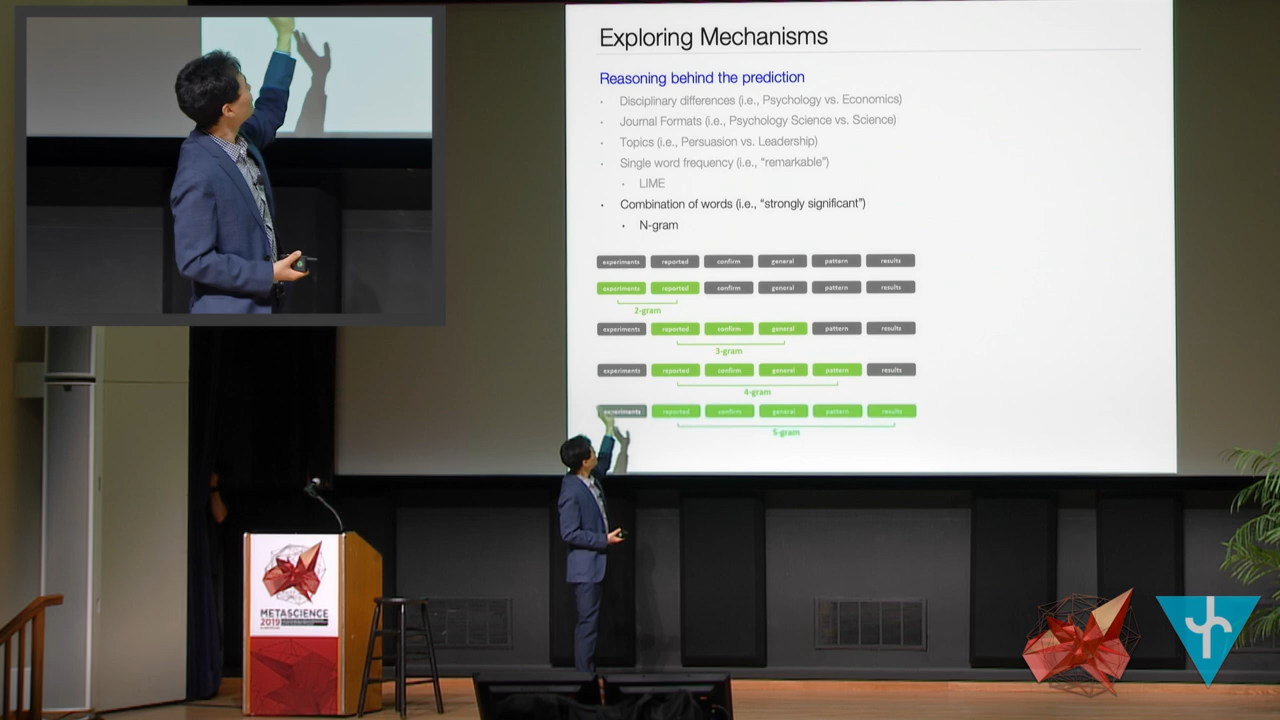 Exploring Mechanisms
Reasoning behind the prediction
· Disciplinary differences (i.e., Psychology vs. Economics)
· Journal Formats (i.e., Psychology Science vs. Science)
· Topics (i.e., Persuasion vs. Leadership)
· Single word frequency (i.e., “remarkable”)
· LIME
· Combination of words (i.e., “strongly significant”)
· N-gram
experiments reported confirm general pattern results
experiments reported confirm general pattern results
2-gram
experiments reported confirm general pattern results
3-gram
experiments reported confirm general pattern results
4-gram
experiments reported confirm general pattern results
5-gram
METASCIENCE
2019